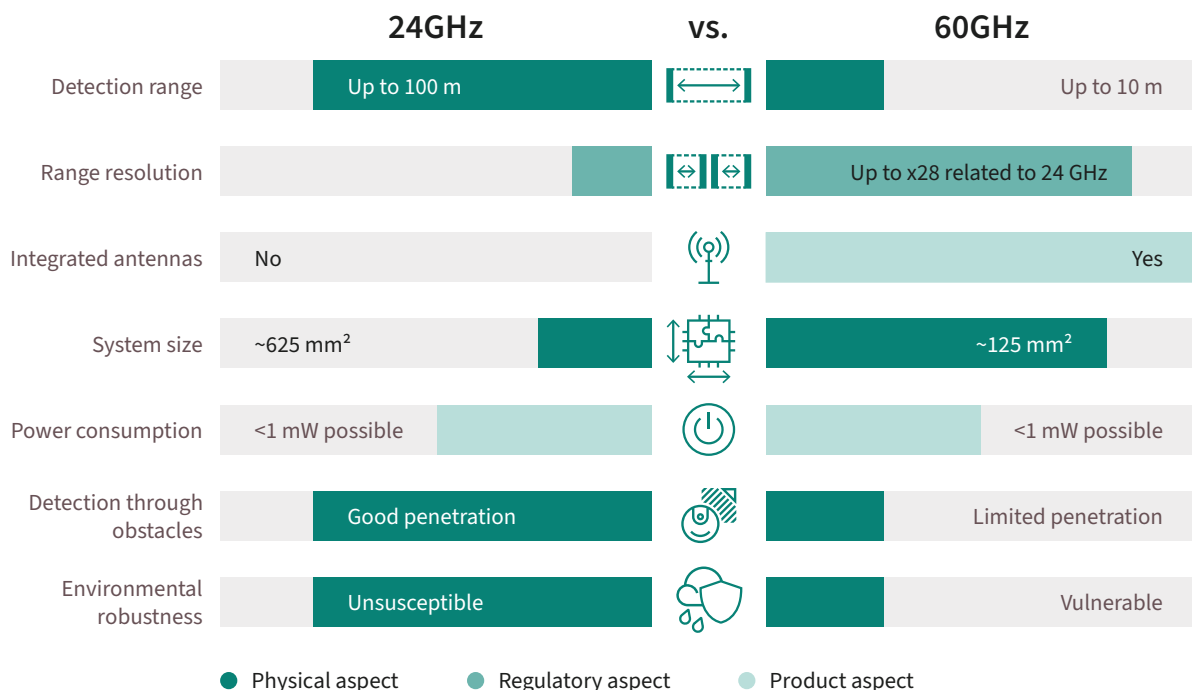 24GHz vs. 60GHz
Detection range Up to 100 m Up to 10 m
Range resolution Up to x28 related to 24 GHz
Integrated antennas No Yes
System size ~625 mm² ~125 mm²
Power consumption <1 mW possible <1 mW possible
Detection through
obstacles Good penetration Limited penetration
Environmental
robustness Unsusceptible Vulnerable
Physical aspect Regulatory aspect Product aspect